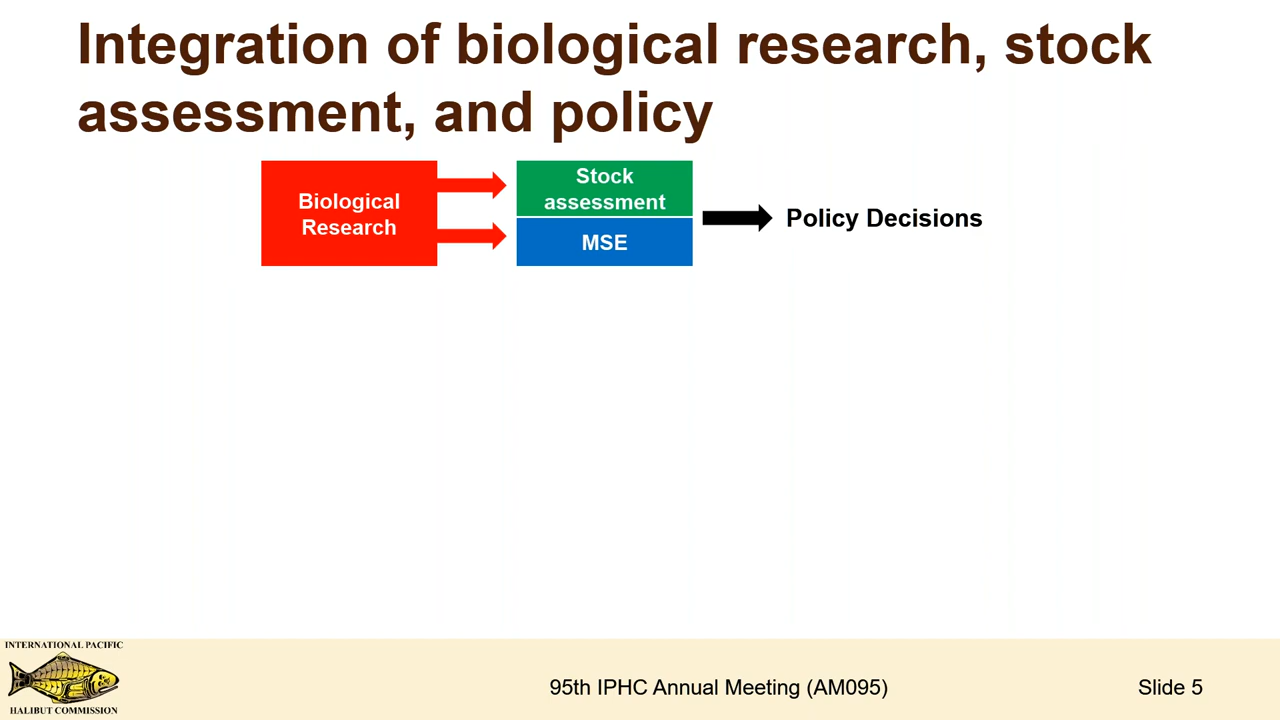 Integration of biological research, stock
assessment, and policy
Biological
Research
Stock
assessment
MSE
Policy Decisions
INTERNATIONAL PACIFIC
HALIBUT COMMISSION
95th IPHC Annual Meeting (AM095)
Slide 5